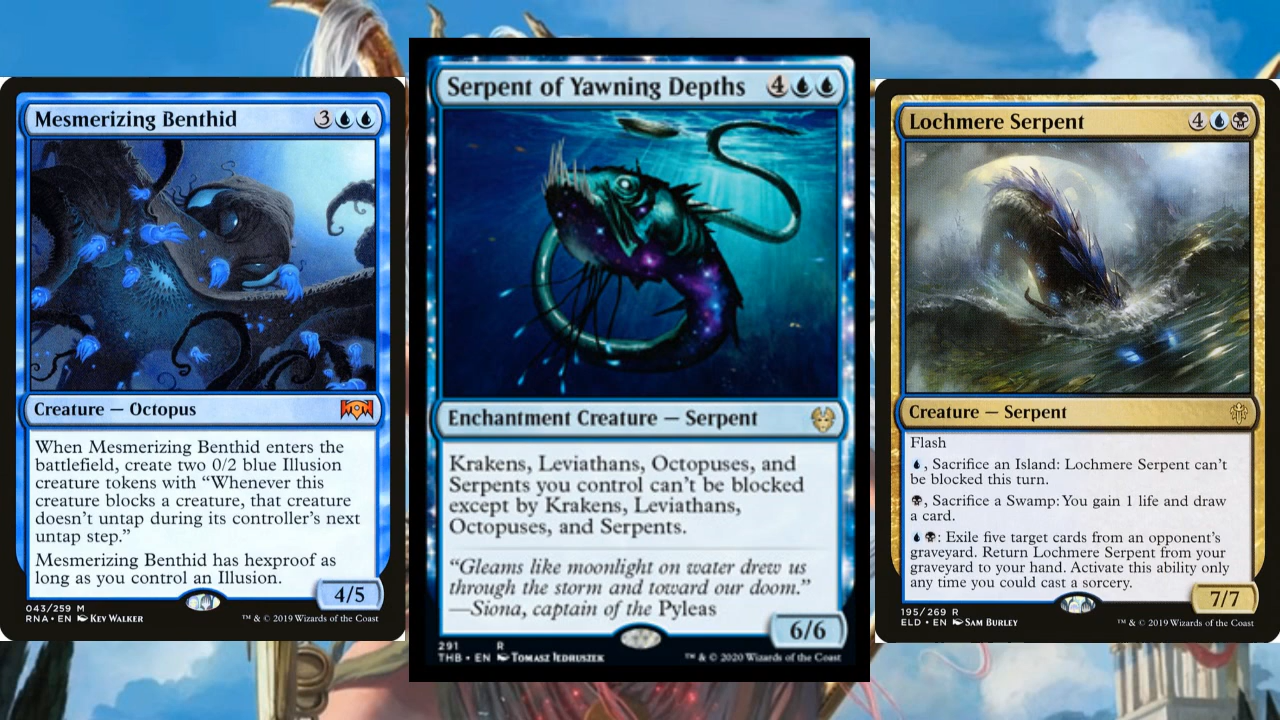 Mesmerizing Benthid 3
Creature — Octopus
When Mesmerizing Benthid enters the
battlefield, create two 0/2 blue Illusion
creature tokens with “Whenever this
creature blocks a creature, that creature
doesn’t untap during its controller’s next
untap step.”
Mesmerizing Benthid has hexproof as
long as you control an Illusion.
4/5
043/259 M
RNA • EN KEV WALKER
™ & © 2019 Wizards of the Coast
Serpent of Yawning Depths 4
Enchantment Creature — Serpent
Krakens, Leviathans, Octopuses, and
Serpents you control can’t be blocked
except by Krakens, Leviathans,
Octopuses, and Serpents.
“Gleams like moonlight on water drew us
through the storm and toward our doom.”
—Siona, captain of the Pyleas
6/6
291 R
THB • EN TOMASZ JEDRUSZEK
™ & © 2020 Wizards of the Coast
Lochmere Serpent 4
Creature — Serpent
Flash
, Sacrifice an Island: Lochmere Serpent can’t
be blocked this turn.
, Sacrifice a Swamp: You gain 1 life and draw
a card.
: Exile five target cards from an opponent’s
graveyard. Return Lochmere Serpent from your
graveyard to your hand. Activate this ability only
any time you could cast a sorcery.
7/7
195/269 R
ELD • EN SAM BURLEY
™ & © 2019 Wizards of the Coast